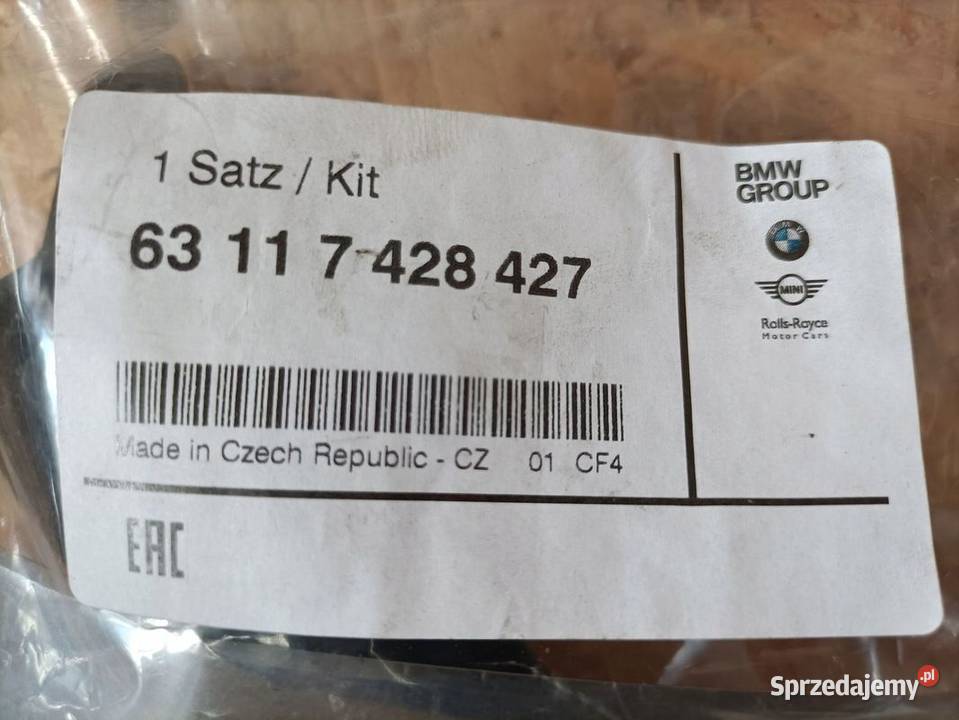 1 Satz / Kit
63 11 7 428 427
Made in Czech Republic - CZ 01 CF4
EAC
BMW
GROUP
MINI
Rolls-Royce
Motor Cars
Sprzedajemy.pl